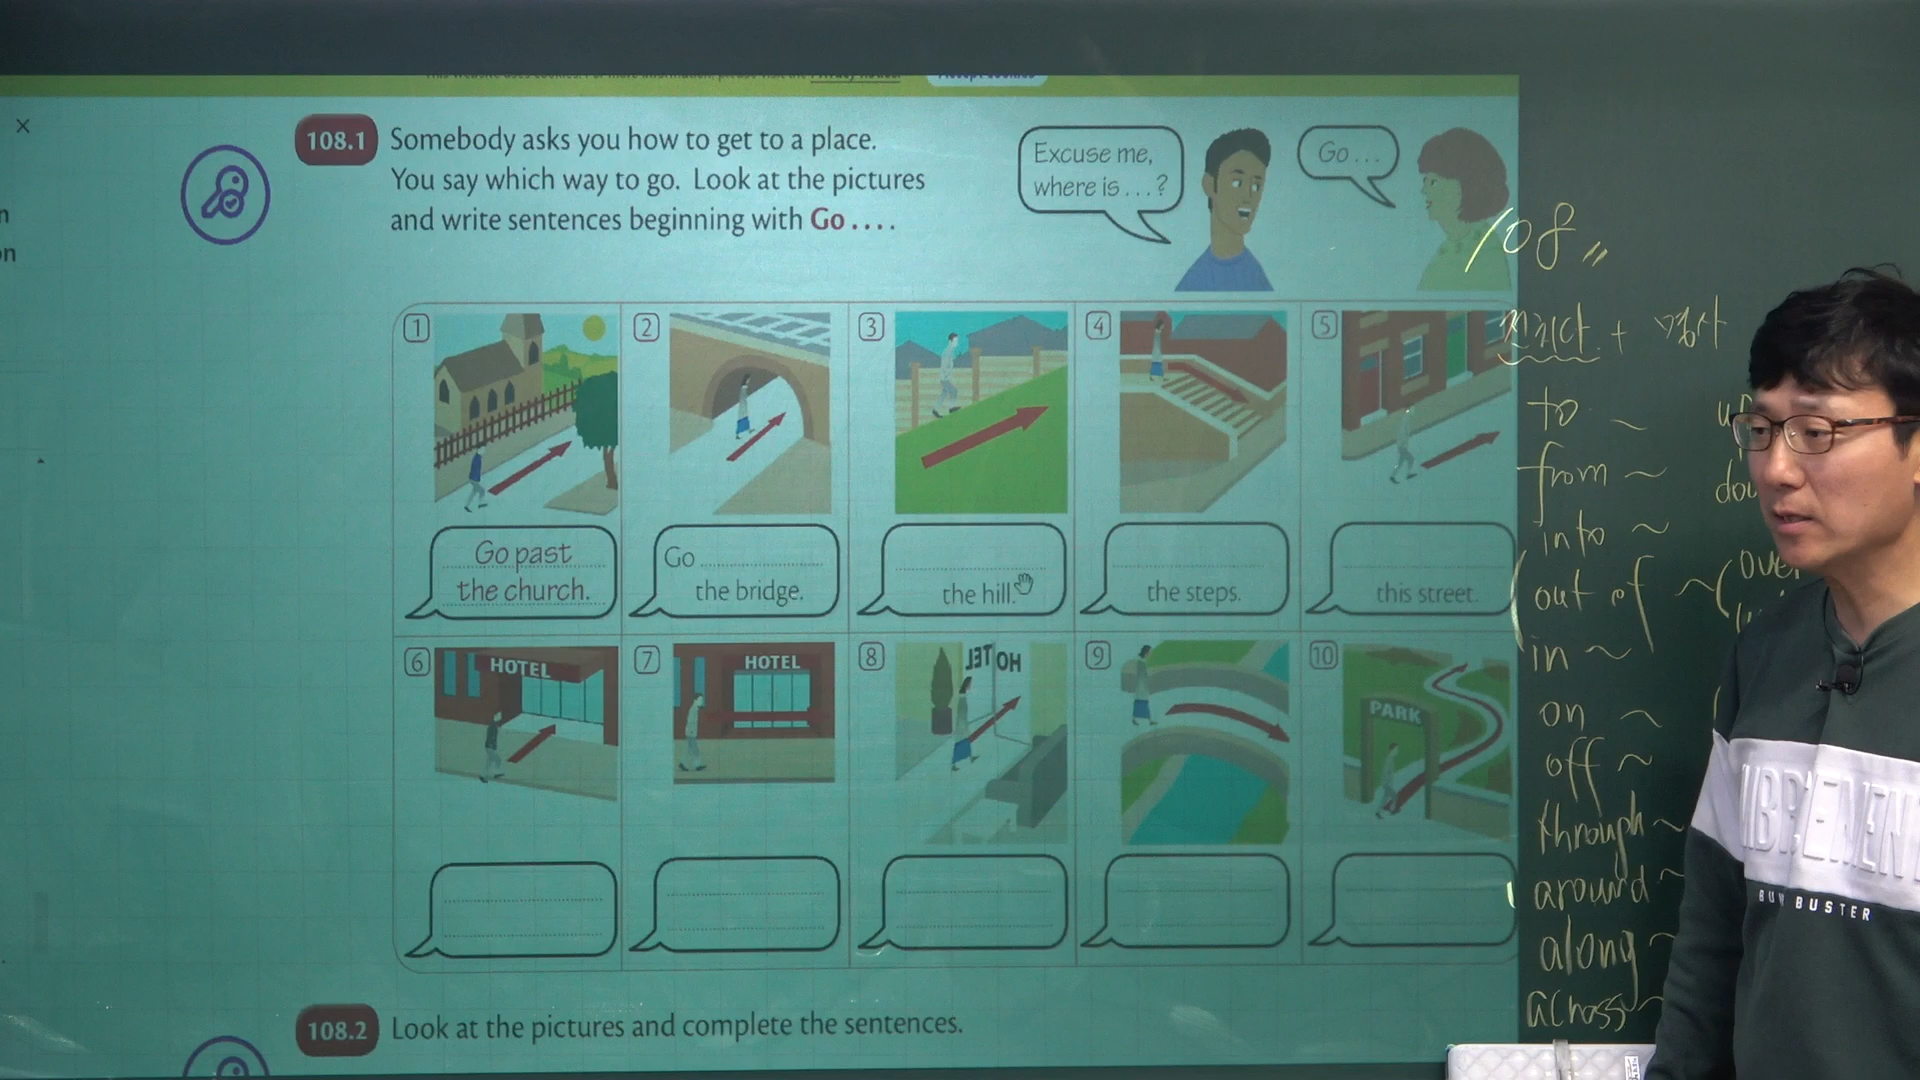 ×
n
on
108.1 Somebody asks you how to get to a place.
You say which way to go. Look at the pictures
and write sentences beginning with Go . . . .
Excuse me,
where is . . . ?
Go . . .
1
2
3
4
5
Go past
the church.
Go
the bridge.
the hill.
the steps.
this street.
6
HOTEL
7
HOTEL
8
HOTEL
9
10
PARK
108.2 Look at the pictures and complete the sentences.
108
전치사 + 명사
to ~
from ~
into ~
out of ~
in ~
on ~
off ~
through ~
around ~
along ~
across ~
BUSTER